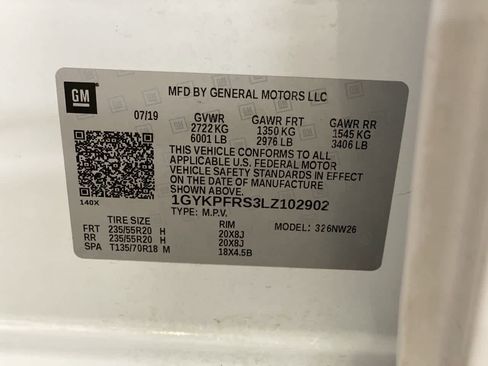 GM
MFD BY GENERAL MOTORS LLC
07/19 GVWR GAWR FRT GAWR RR
2722 KG 1350 KG 1545 KG
6001 LB 2976 LB 3406 LB
THIS VEHICLE CONFORMS TO ALL
APPLICABLE U.S. FEDERAL MOTOR
VEHICLE SAFETY STANDARDS IN EFFECT
ON THE DATE OF MANUFACTURE
SHOWN ABOVE.
140X
1GYKPFRS3LZ102902
TYPE: M.P.V. MODEL: 326NW26
TIRE SIZE RIM
FRT 235/55R20 H 20X8J
RR 235/55R20 H 20X8J
SPA T135/70R18 M 18X4.5B